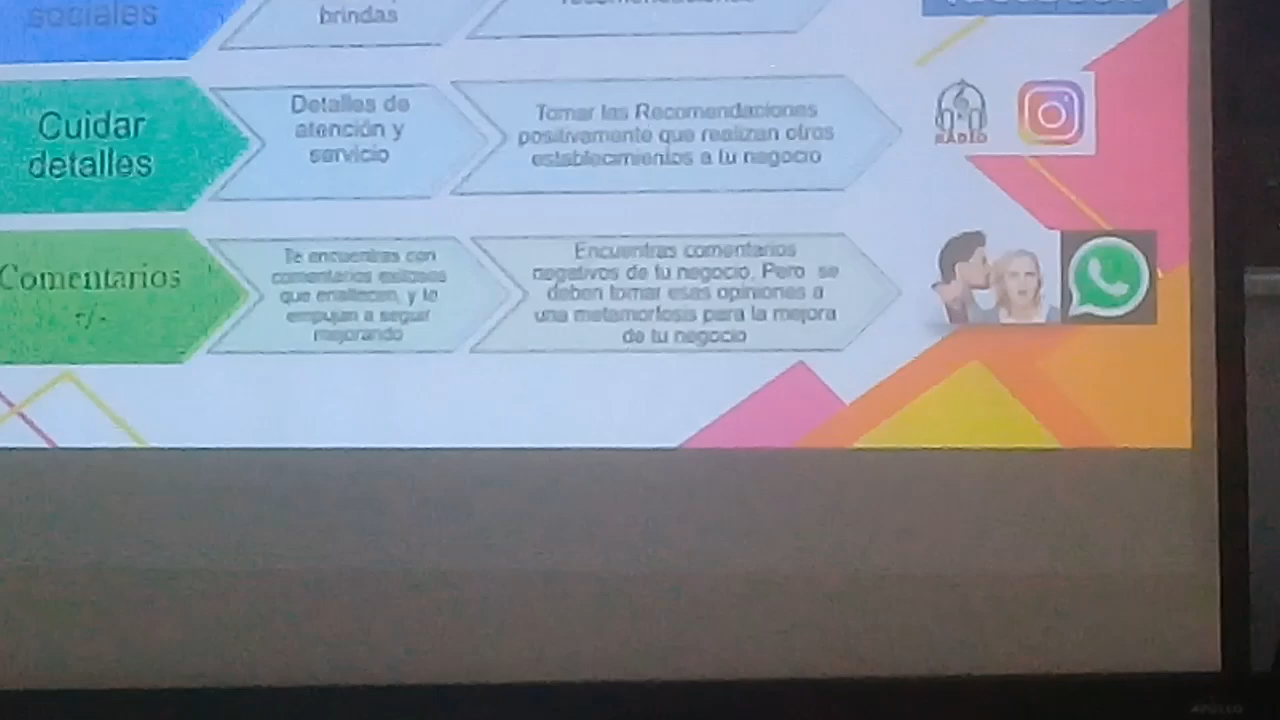 sociales
brindas
Cuidar
detalles
Detalles de
atención y
servicio
Tomar las Recomendaciones
positivamente que realizan otros
establecimientos a tu negocio
RADIO
Comentarios
+/-
Te encuentras con
comentarios exitosos
que enaltecen, y te
empujan a seguir
mejorando
Encuentras comentarios
negativos de tu negocio. Pero se
deben tomar esas opiniones a
una metamorfosis para la mejora
de tu negocio
APOLLO